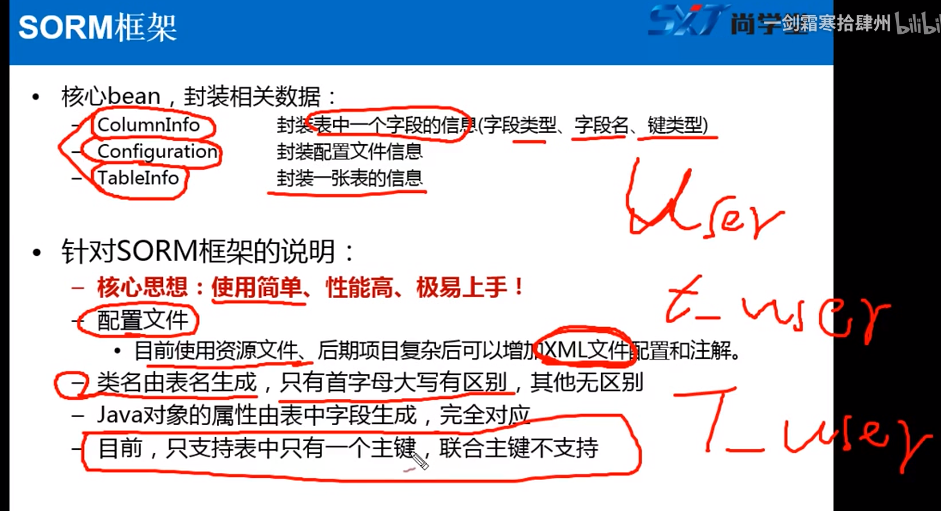 SORM框架
SXT 尚学堂
一剑霜寒拾肆州 bilibili
• 核心bean，封装相关数据：
– ColumnInfo 封装表中一个字段的信息(字段类型、字段名、键类型)
– Configuration 封装配置文件信息
– TableInfo 封装一张表的信息
User
• 针对SORM框架的说明：
– 核心思想：使用简单、性能高、极易上手！
t_user
– 配置文件
• 目前使用资源文件、后期项目复杂后可以增加XML文件配置和注解。
– 类名由表名生成，只有首字母大写有区别，其他无区别
– Java对象的属性由表中字段生成，完全对应
T_user
– 目前，只支持表中只有一个主键，联合主键不支持